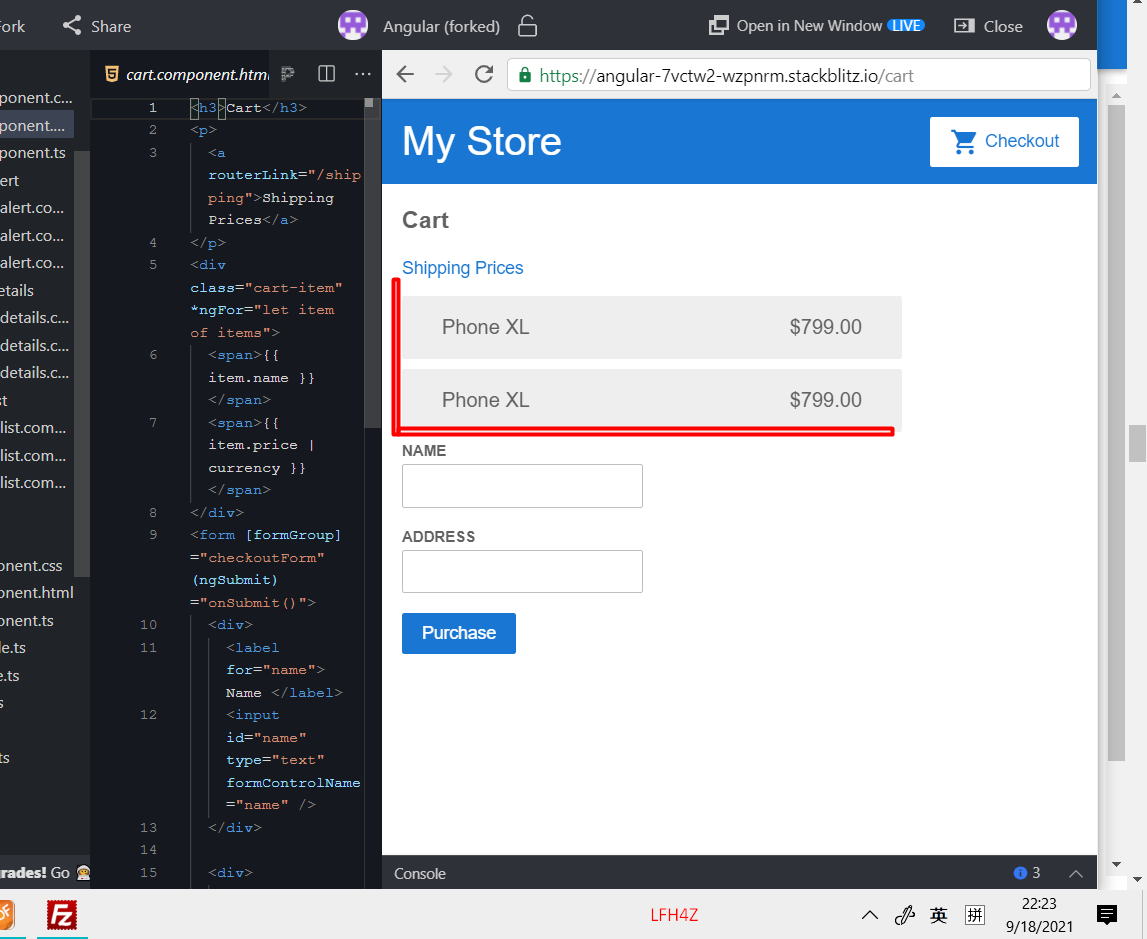 ork
Share
Angular (forked)
Open in New Window LIVE
Close
ponent.c...
ponent....
ponent.ts
ert
alert.co...
alert.co...
alert.co...
etails
details.c...
details.c...
details.c...
t
list.com...
list.com...
list.com...
onent.css
onent.html
onent.ts
le.ts
e.ts
s
ts
rades! Go
cart.component.htm
1 <h3>Cart</h3>
2 <p>
3 <a
routerLink="/ship
ping">Shipping
Prices</a>
4 </p>
5 <div
class="cart-item"
*ngFor="let item
of items">
6 <span>{{
item.name }}
</span>
7 <span>{{
item.price |
currency }}
</span>
8 </div>
9 <form [formGroup]
="checkoutForm"
(ngSubmit)
="onSubmit()">
10 <div>
11 <label
for="name">
Name </label>
12 <input
id="name"
type="text"
formControlName
="name" />
13 </div>
14
15 <div>
https://angular-7vctw2-wzpnrm.stackblitz.io/cart
My Store
Checkout
Cart
Shipping Prices
Phone XL $799.00
Phone XL $799.00
NAME
ADDRESS
Purchase
Console
3
LFH4Z
英
拼
22:23
9/18/2021